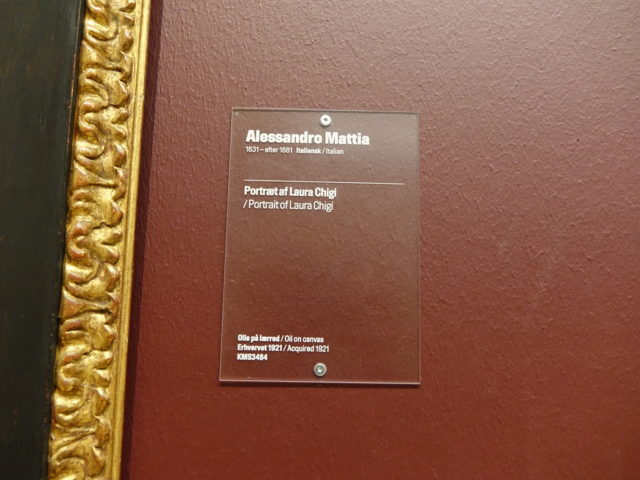 Alessandro Mattia
1631 – after 1681 Italiensk / Italian
Portræt af Laura Chigi
/ Portrait of Laura Chigi
Olie på lærred / Oil on canvas
Erhvervet 1921 / Acquired 1921
KMS3484